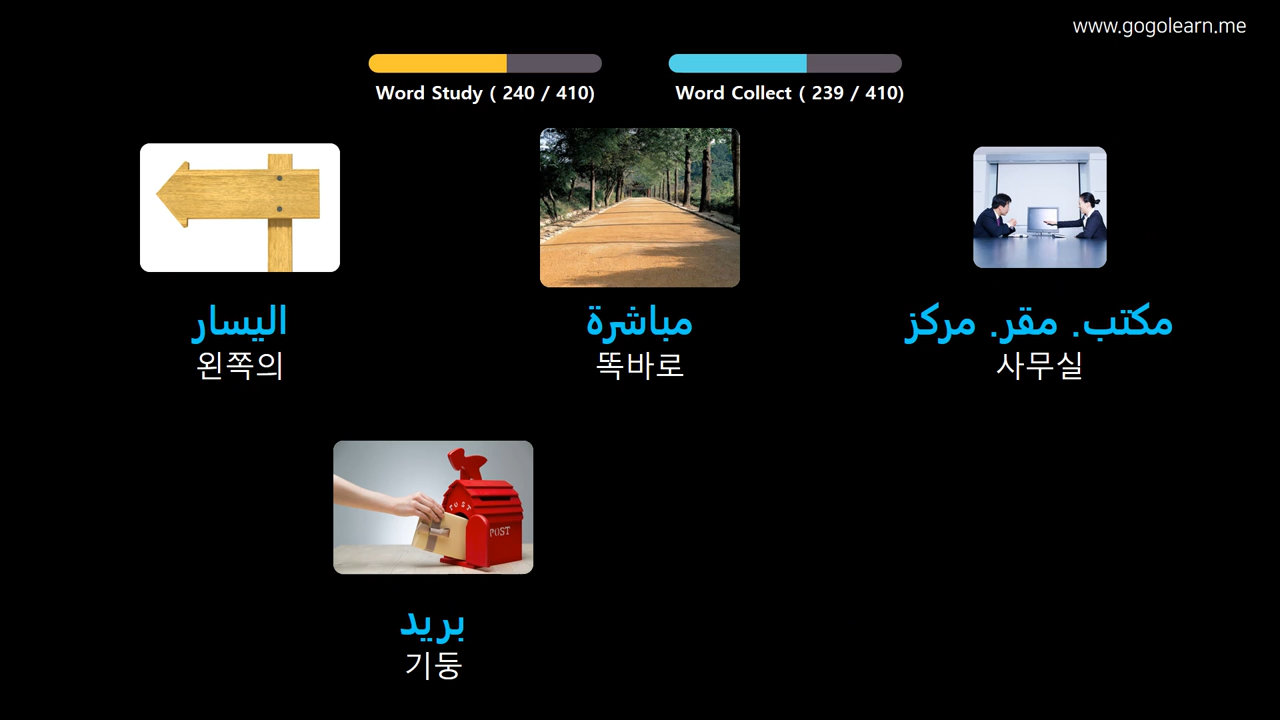 www.gogolearn.me
Word Study ( 240 / 410)
Word Collect ( 239 / 410)
اليسار
왼쪽의
مباشرة
똑바로
مكتب. مقر. مركز
사무실
POST
POST
بريد
기둥